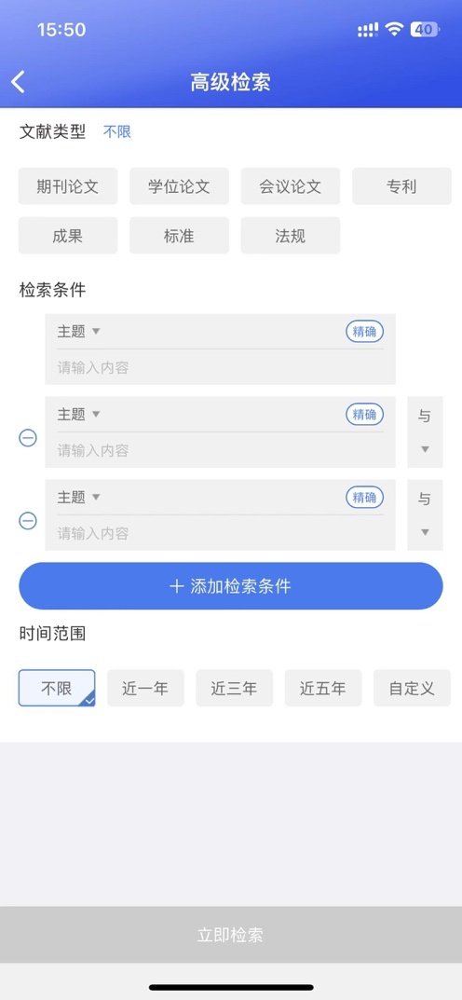 15:50
40
高级检索
文献类型 不限
期刊论文 学位论文 会议论文 专利
成果 标准 法规
检索条件
主题 精确
请输入内容
主题 精确 与
请输入内容
主题 精确 与
请输入内容
+ 添加检索条件
时间范围
不限 近一年 近三年 近五年 自定义
立即检索